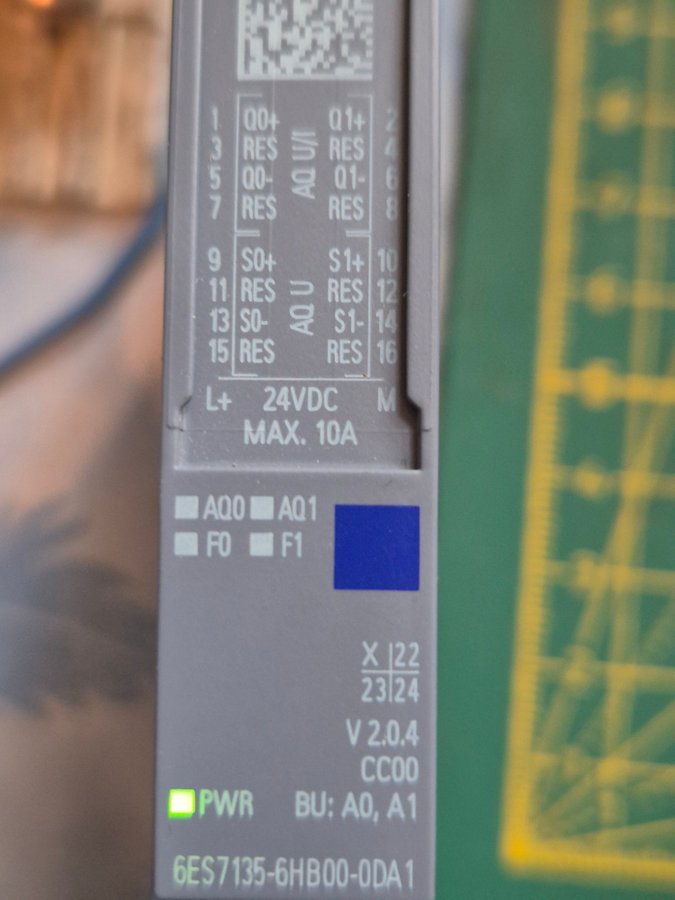 1 Q0+ Q1+ 2
3 RES RES 4
5 Q0- Q1- 6
7 RES RES 8
AQ U/I
9 S0+ S1+ 10
11 RES RES 12
13 S0- S1- 14
15 RES RES 16
AQ U
L+ 24VDC M
MAX. 10A
AQ0 AQ1
F0 F1
X 22
23 24
V 2.0.4
CC00
PWR BU: A0, A1
6ES7135-6HB00-0DA1